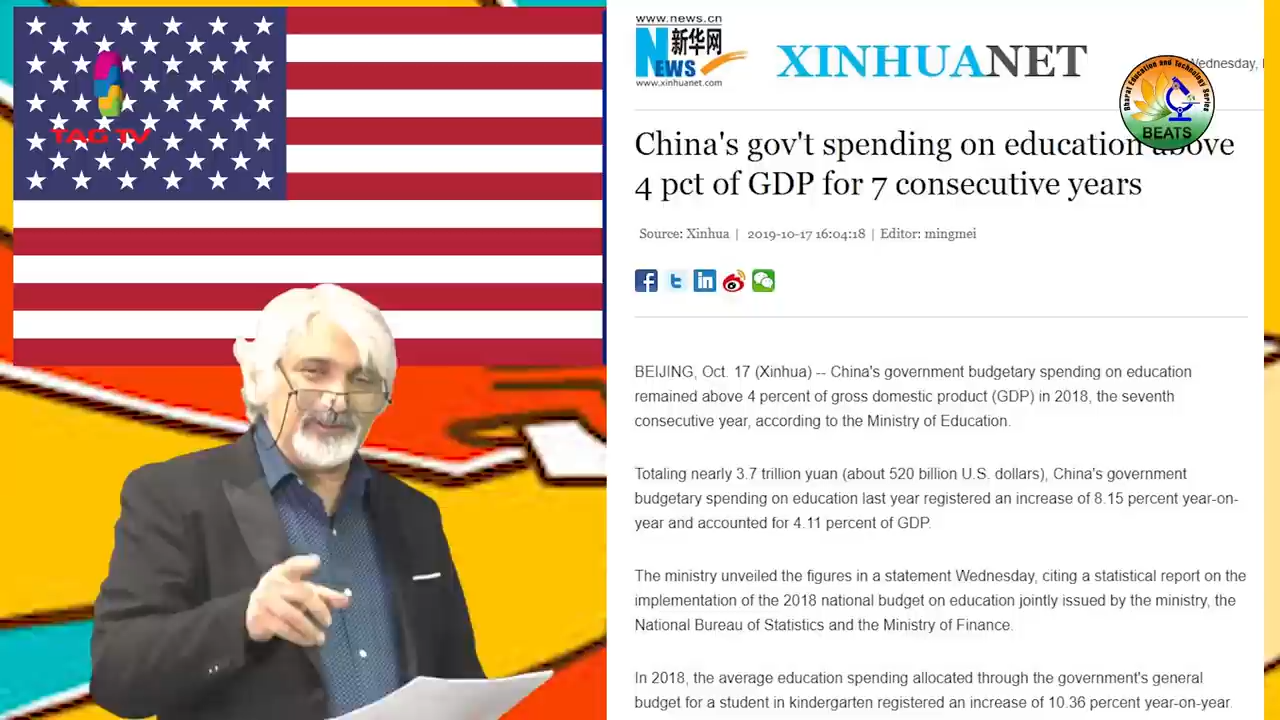 TAG TV
www.news.cn
新华网
NEWS
www.xinhuanet.com
XINHUANET
Wednesday,
Bharat Education and Technology Series
BEATS
China's gov't spending on education above
4 pct of GDP for 7 consecutive years
Source: Xinhua | 2019-10-17 16:04:18 | Editor: mingmei
BEIJING, Oct. 17 (Xinhua) -- China's government budgetary spending on education
remained above 4 percent of gross domestic product (GDP) in 2018, the seventh
consecutive year, according to the Ministry of Education.
Totaling nearly 3.7 trillion yuan (about 520 billion U.S. dollars), China's government
budgetary spending on education last year registered an increase of 8.15 percent year-on-
year and accounted for 4.11 percent of GDP.
The ministry unveiled the figures in a statement Wednesday, citing a statistical report on the
implementation of the 2018 national budget on education jointly issued by the ministry, the
National Bureau of Statistics and the Ministry of Finance.
In 2018, the average education spending allocated through the government's general
budget for a student in kindergarten registered an increase of 10.36 percent year-on-year.